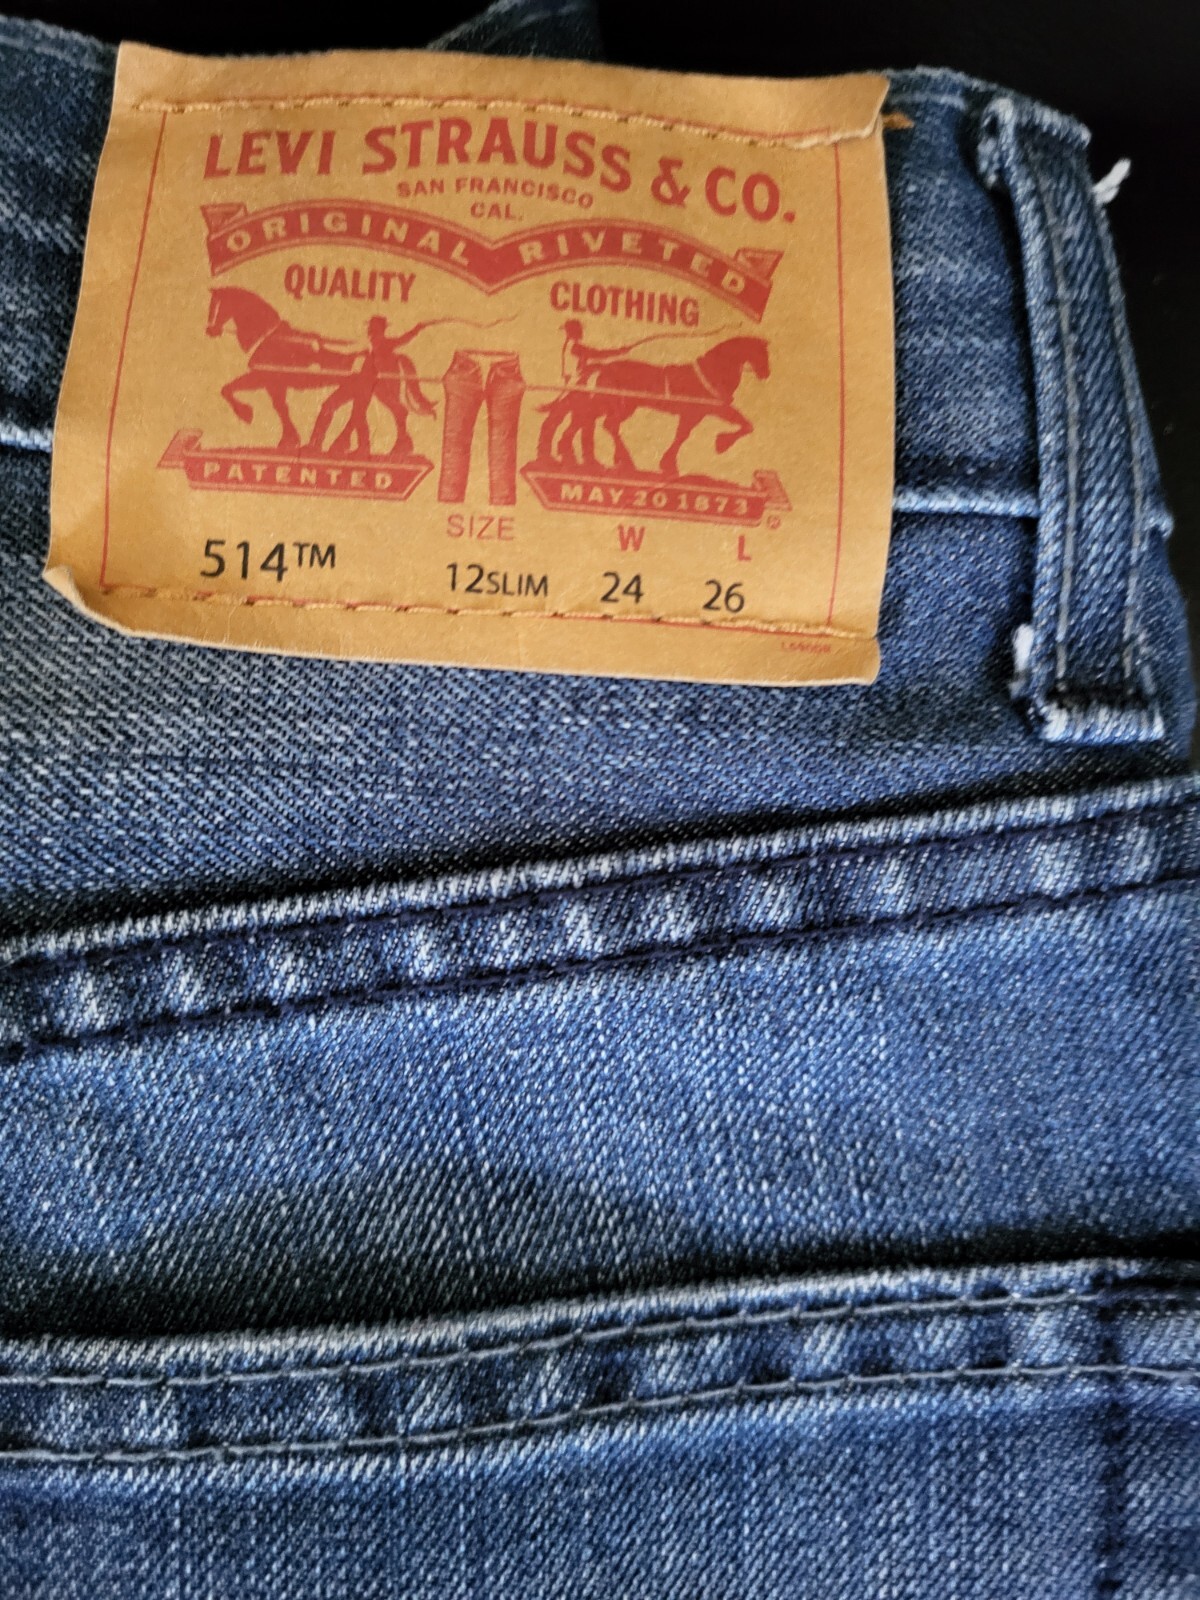 LEVI STRAUSS & CO.
SAN FRANCISCO
CAL.
ORIGINAL RIVETED
QUALITY CLOTHING
PATENTED MAY 20 1873 ®
SIZE W L
514™ 12SLIM 24 26